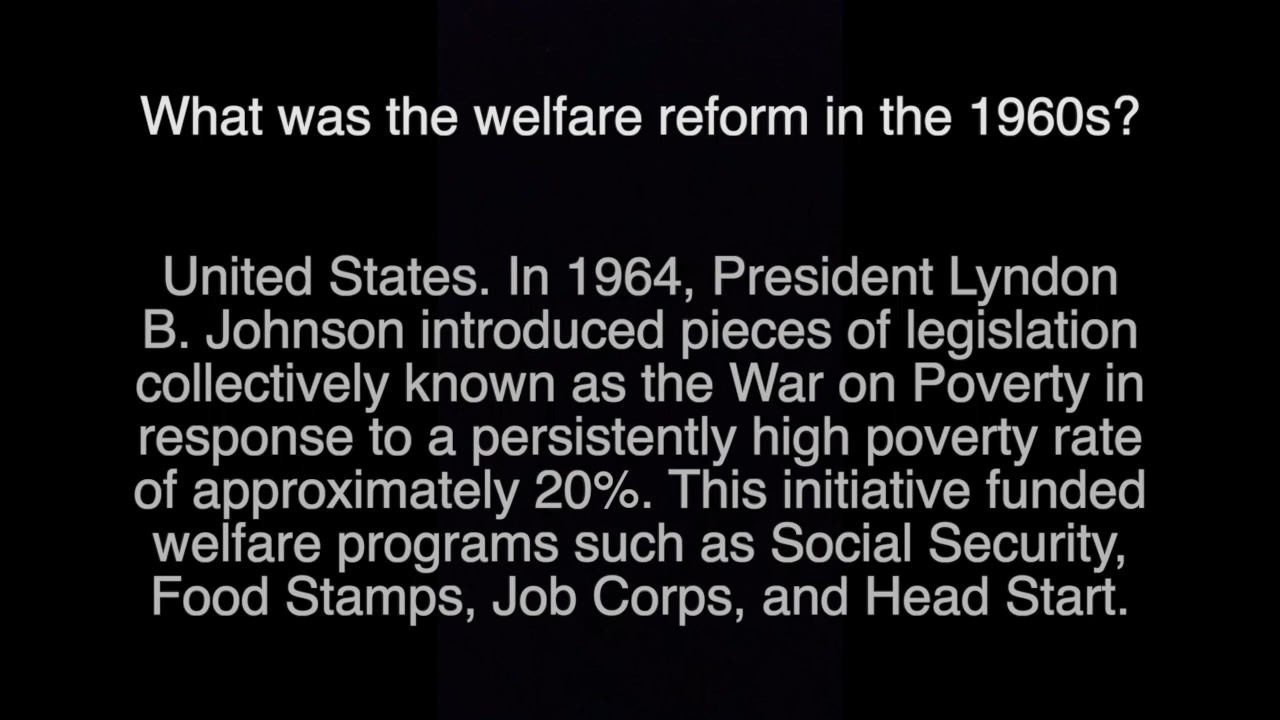 What was the welfare reform in the 1960s?
United States. In 1964, President Lyndon
B. Johnson introduced pieces of legislation
collectively known as the War on Poverty in
response to a persistently high poverty rate
of approximately 20%. This initiative funded
welfare programs such as Social Security,
Food Stamps, Job Corps, and Head Start.